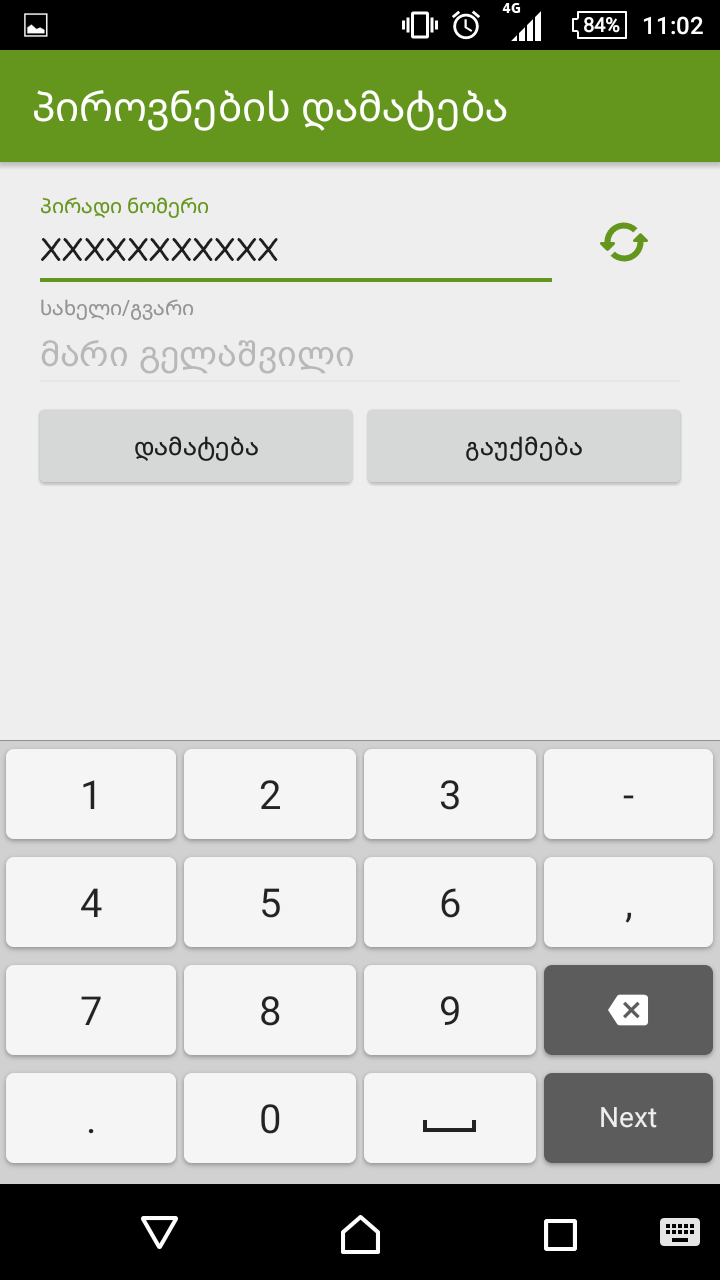 4G 84% 11:02
პიროვნების დამატება
პირადი ნომერი
XXXXXXXXXXX
სახელი/გვარი
მარი გელაშვილი
დამატება გაუქმება
1 2 3 -
4 5 6 ,
7 8 9
. 0 Next